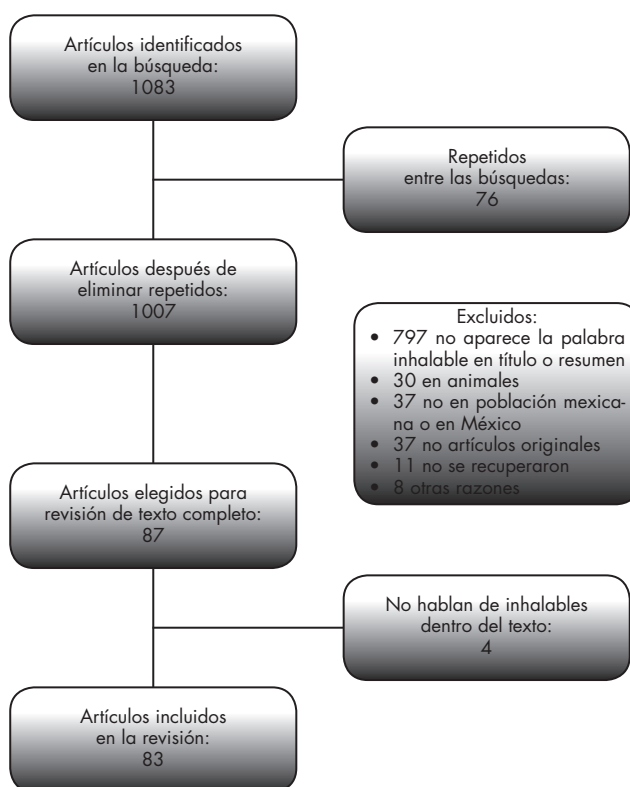 Artículos identificados
en la búsqueda:
1083
Repetidos
entre las búsquedas:
76
Artículos después de
eliminar repetidos:
1007
Excluidos:
• 797 no aparece la palabra
inhalable en título o resumen
• 30 en animales
• 37 no en población mexica-
na o en México
• 37 no artículos originales
• 11 no se recuperaron
• 8 otras razones
Artículos elegidos para
revisión de texto completo:
87
No hablan de inhalables
dentro del texto:
4
Artículos incluidos
en la revisión:
83